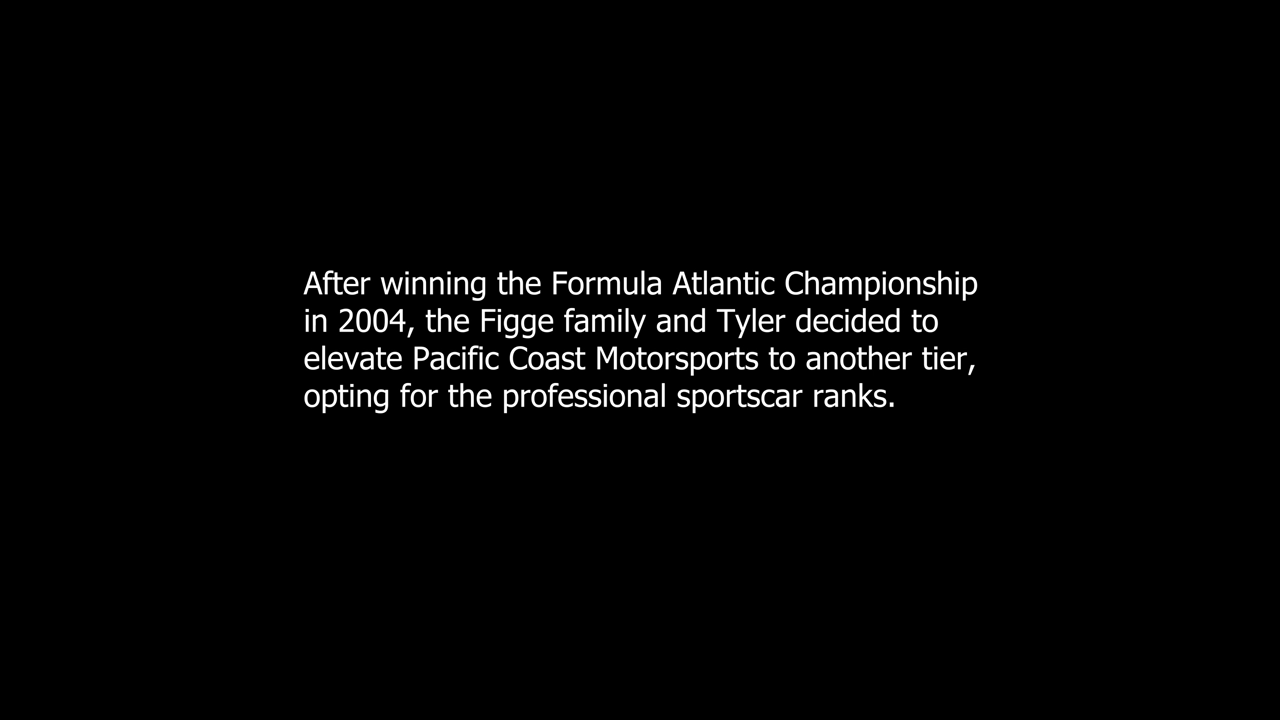 After winning the Formula Atlantic Championship
in 2004, the Figge family and Tyler decided to
elevate Pacific Coast Motorsports to another tier,
opting for the professional sportscar ranks.